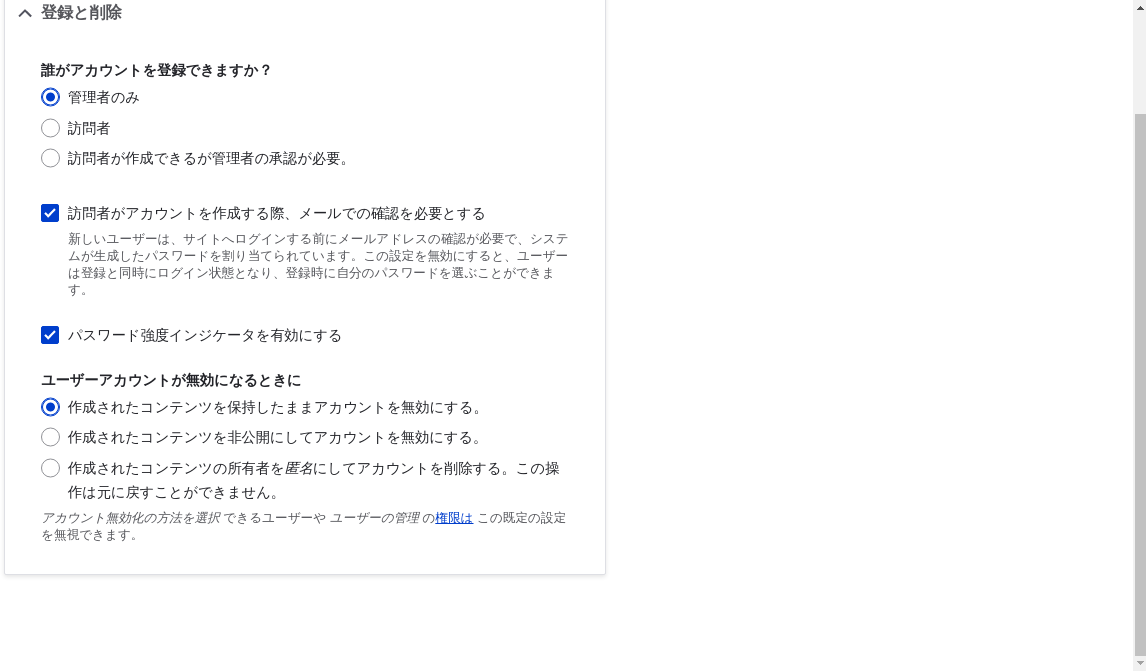 登録と削除
誰がアカウントを登録できますか？
管理者のみ
訪問者
訪問者が作成できるが管理者の承認が必要。
訪問者がアカウントを作成する際、メールでの確認を必要とする
新しいユーザーは、サイトへログインする前にメールアドレスの確認が必要で、システ
ムが生成したパスワードを割り当てられています。この設定を無効にすると、ユーザー
は登録と同時にログイン状態となり、登録時に自分のパスワードを選ぶことができま
す。
パスワード強度インジケータを有効にする
ユーザーアカウントが無効になるときに
作成されたコンテンツを保持したままアカウントを無効にする。
作成されたコンテンツを非公開にしてアカウントを無効にする。
作成されたコンテンツの所有者を匿名にしてアカウントを削除する。この操
作は元に戻すことができません。
アカウント無効化の方法を選択 できるユーザーや ユーザーの管理 の権限は この既定の設定
を無視できます。